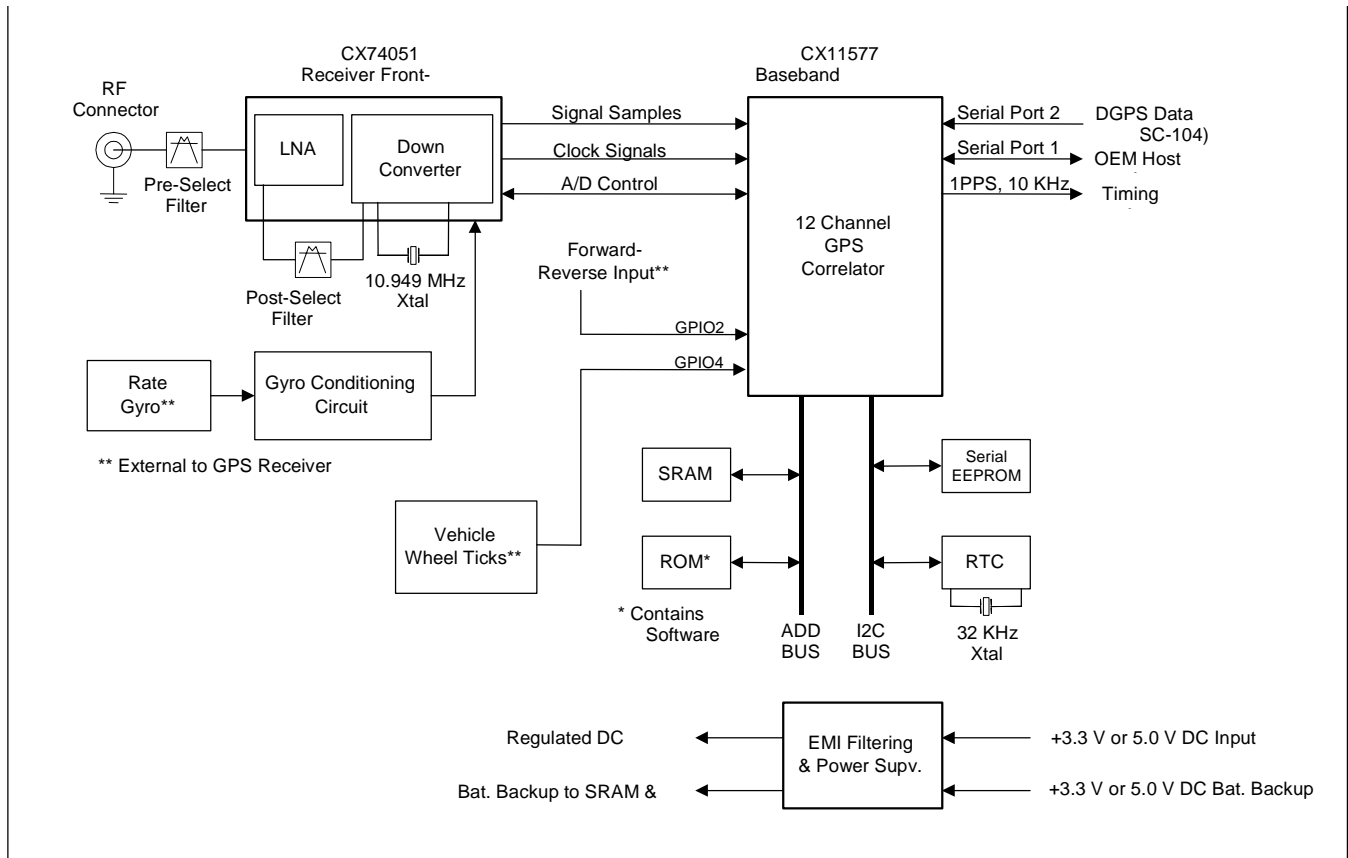 CX74051
Receiver Front-
CX11577
Baseband
RF
Connector
LNA
Down
Converter
Pre-Select
Filter
Signal Samples
Clock Signals
A/D Control
Serial Port 2
DGPS Data
SC-104)
Serial Port 1
OEM Host
1PPS, 10 KHz
Timing
12 Channel
GPS
Correlator
Post-Select
Filter
10.949 MHz
Xtal
Forward-
Reverse Input**
GPIO2
GPIO4
Rate
Gyro**
Gyro Conditioning
Circuit
** External to GPS Receiver
Vehicle
Wheel Ticks**
SRAM
ROM*
* Contains
Software
Serial
EEPROM
RTC
ADD
BUS
I2C
BUS
32 KHz
Xtal
Regulated DC
EMI Filtering
& Power Supv.
+3.3 V or 5.0 V DC Input
Bat. Backup to SRAM &
+3.3 V or 5.0 V DC Bat. Backup